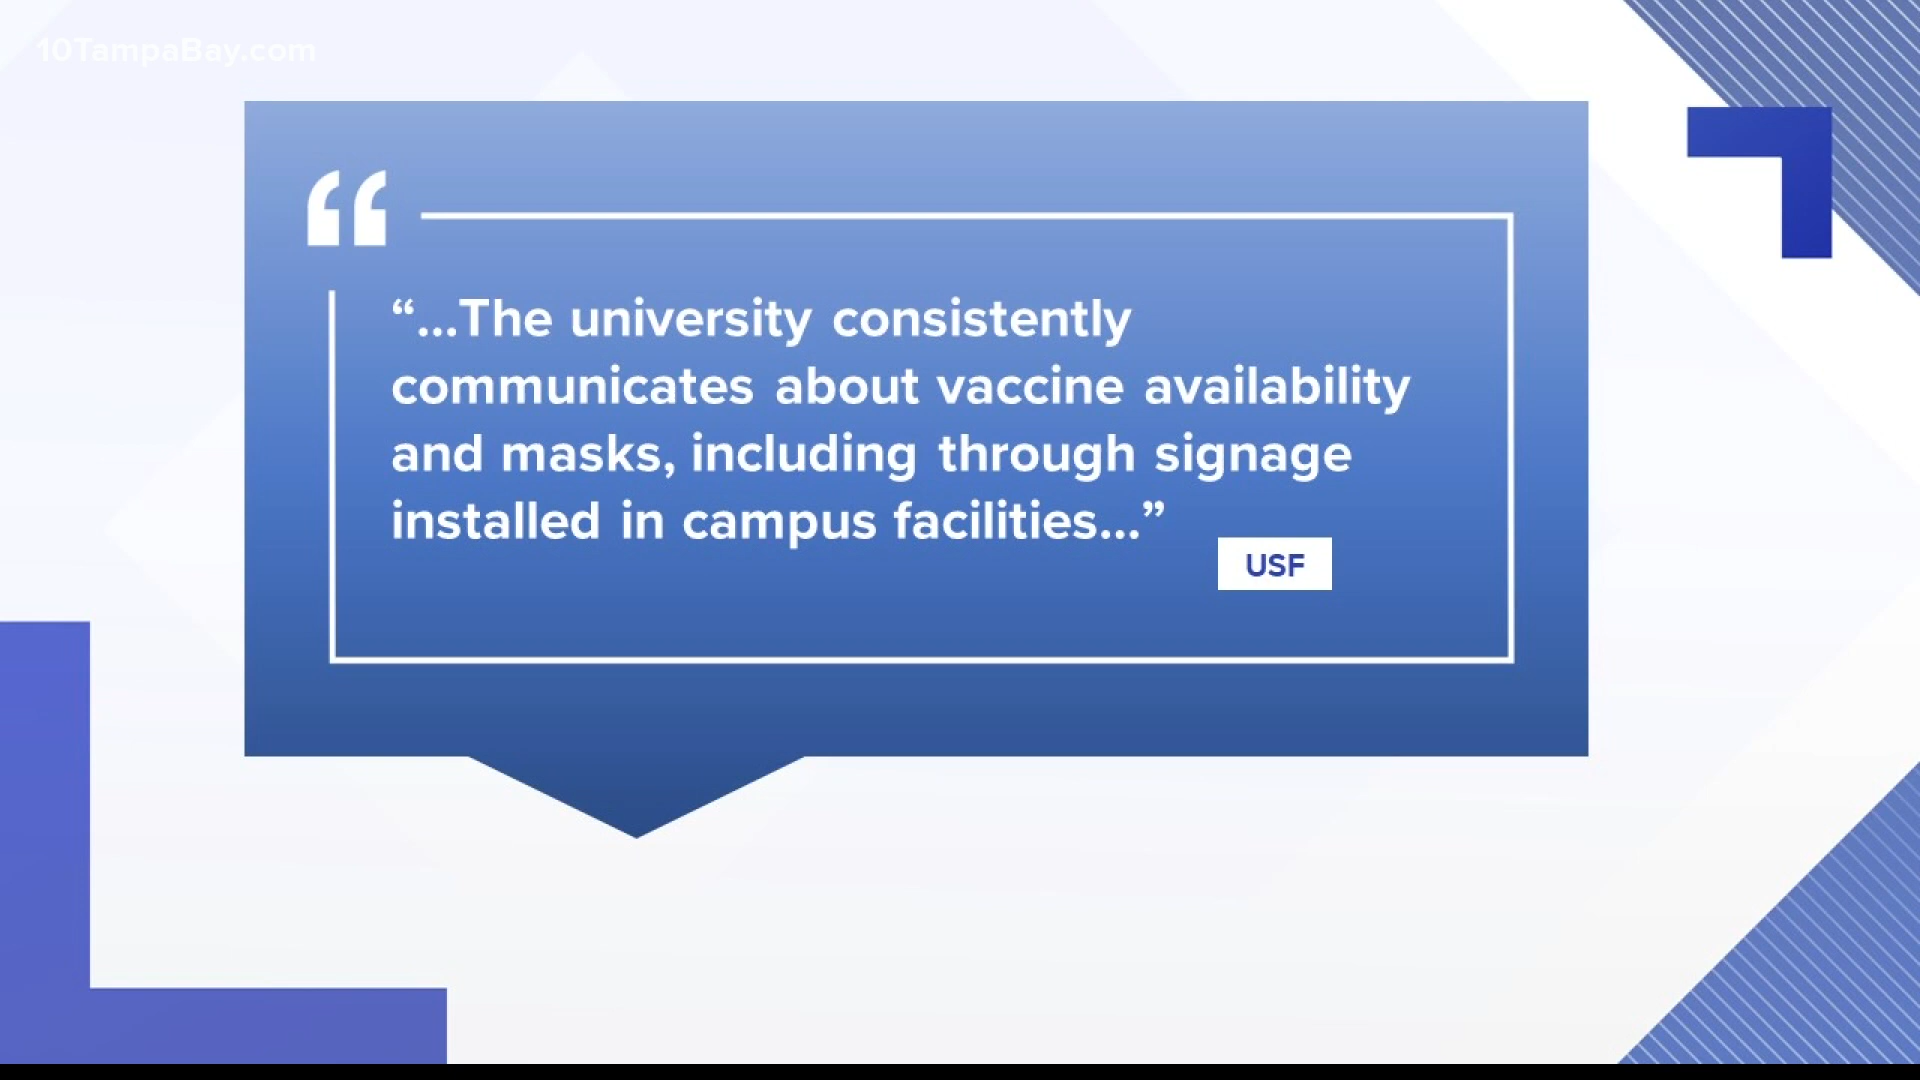 10TampaBay.com
“...The university consistently
communicates about vaccine availability
and masks, including through signage
installed in campus facilities...”
USF